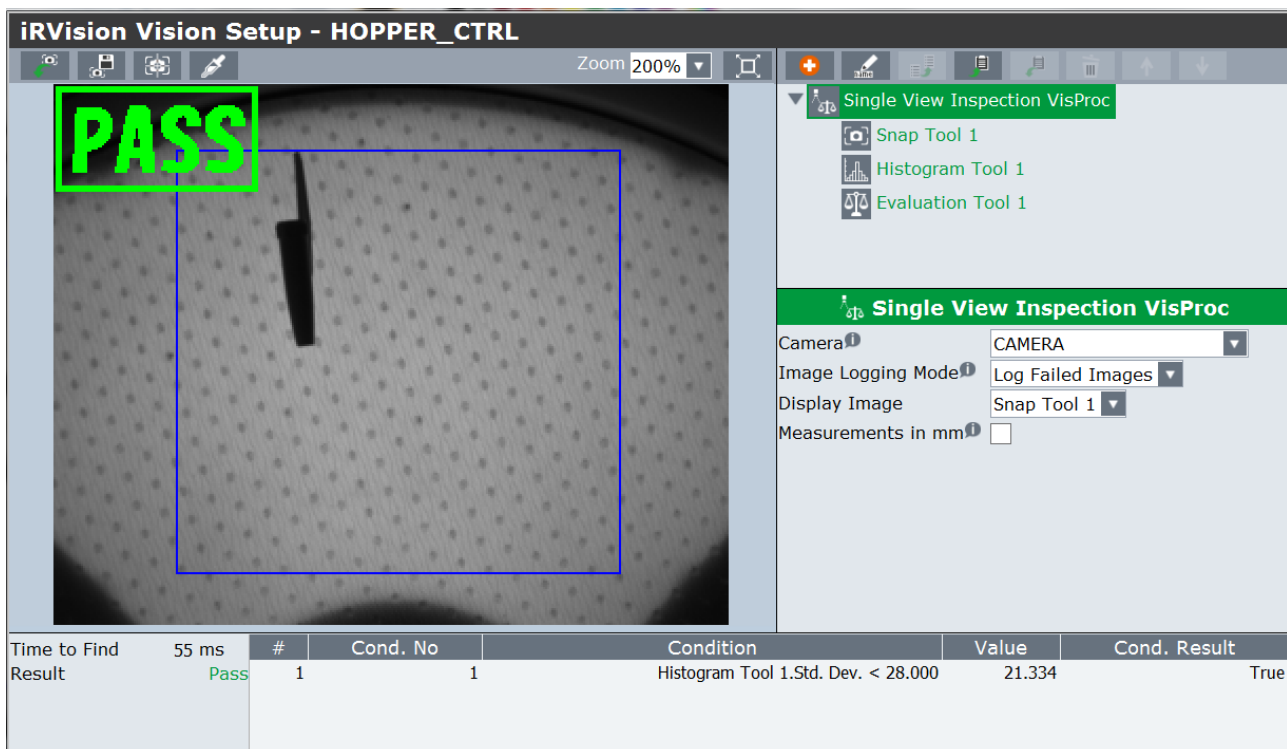 iRVision Vision Setup - HOPPER_CTRL
Zoom 200%
PASS
Single View Inspection VisProc
Snap Tool 1
Histogram Tool 1
Evaluation Tool 1
Single View Inspection VisProc
Camera CAMERA
Image Logging Mode Log Failed Images
Display Image Snap Tool 1
Measurements in mm
Time to Find 55 ms # Cond. No Condition Value Cond. Result
Result Pass 1 1 Histogram Tool 1.Std. Dev. < 28.000 21.334 True